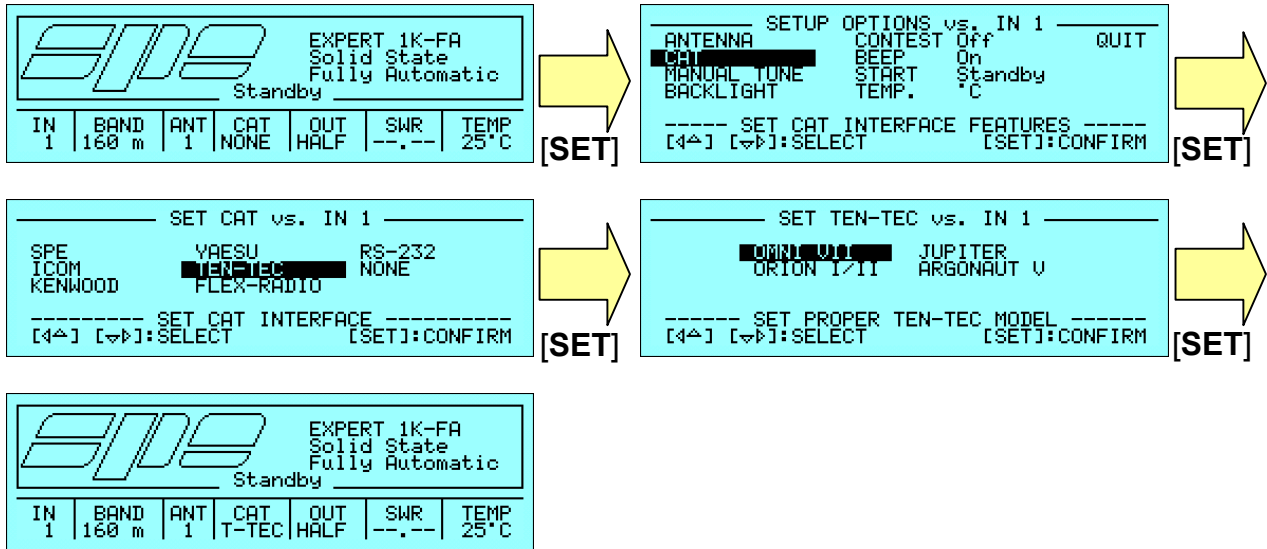 spe
EXPERT 1K-FA
Solid State
Fully Automatic
Standby
IN BAND ANT CAT OUT SWR TEMP
1 160 m 1 NONE HALF --.-- 25°C
[SET]
SETUP OPTIONS vs. IN 1
ANTENNA CONTEST Off QUIT
CAT BEEP On
MANUAL TUNE START Standby
BACKLIGHT TEMP. °C
----- SET CAT INTERFACE FEATURES -----
[◁△] [▽▷]:SELECT [SET]:CONFIRM
[SET]
SET CAT vs. IN 1
SPE YAESU RS-232
ICOM TEN-TEC NONE
KENWOOD FLEX-RADIO
--------- SET CAT INTERFACE ----------
[◁△] [▽▷]:SELECT [SET]:CONFIRM
[SET]
SET TEN-TEC vs. IN 1
OMNI VII JUPITER
ORION I/II ARGONAUT V
------ SET PROPER TEN-TEC MODEL ------
[◁△] [▽▷]:SELECT [SET]:CONFIRM
[SET]
spe
EXPERT 1K-FA
Solid State
Fully Automatic
Standby
IN BAND ANT CAT OUT SWR TEMP
1 160 m 1 T-TEC HALF --.-- 25°C